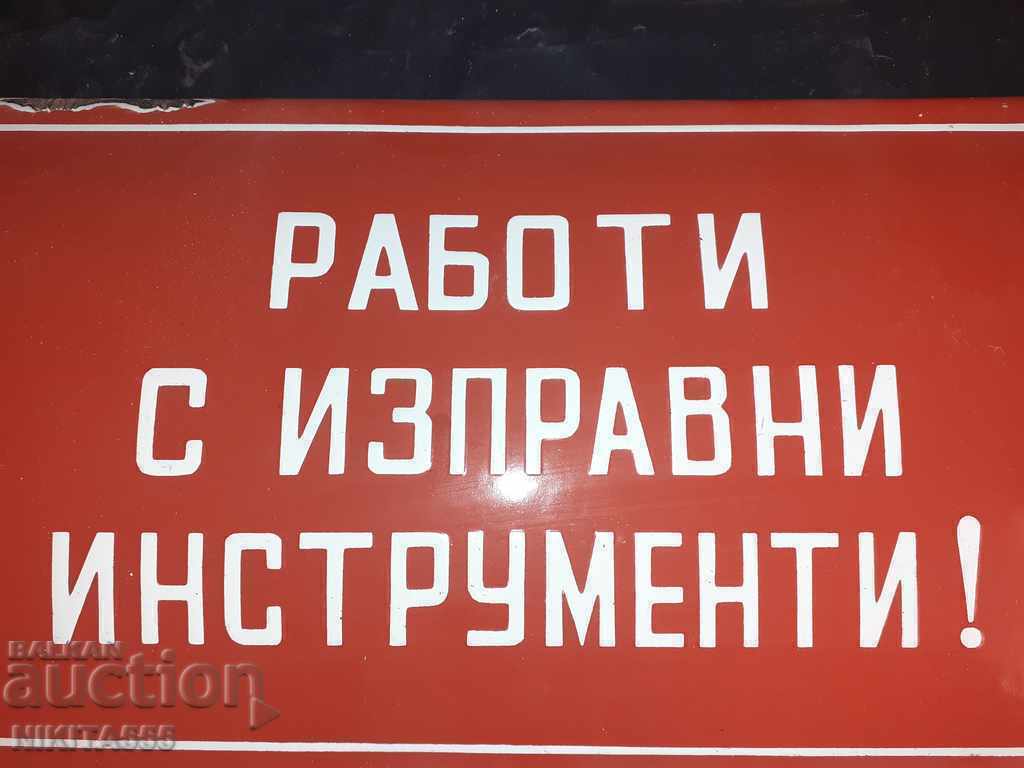 РАБОТИ
С ИЗПРАВНИ
ИНСТРУМЕНТИ!
BALKAN
auction
NIKITA555